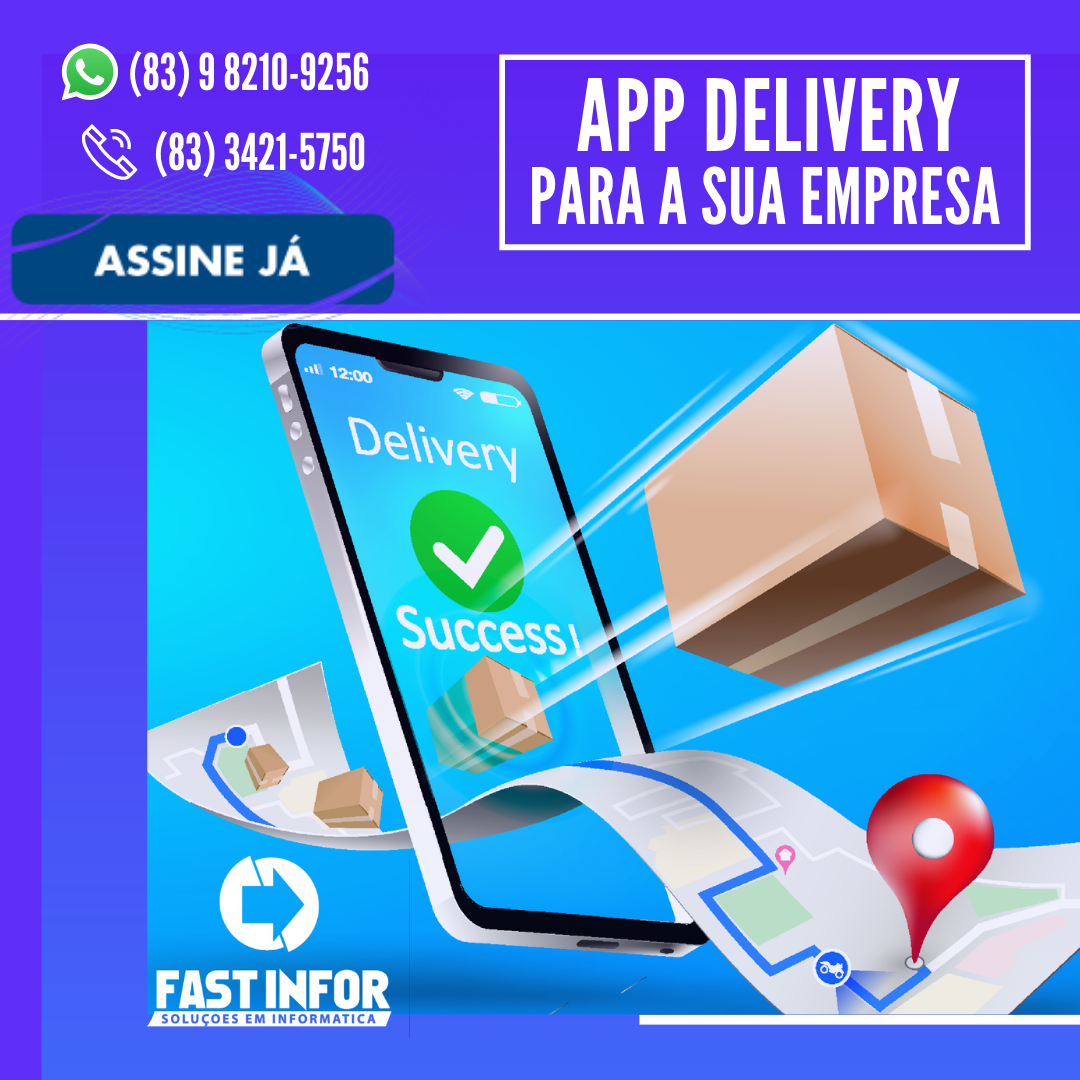 (83) 9 8210-9256
(83) 3421-5750
ASSINE JÁ
APP DELIVERY
PARA A SUA EMPRESA
12:00
Delivery
Success!
FAST INFOR
SOLUÇOES EM INFORMATICA